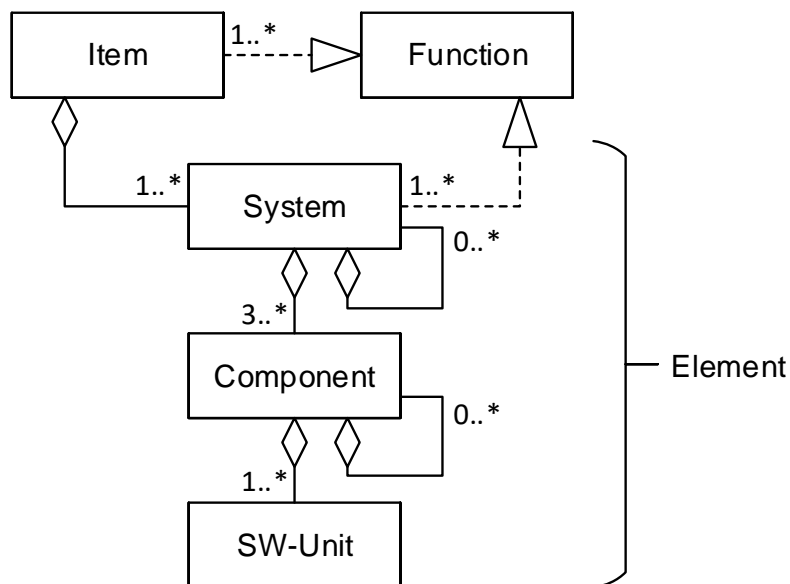 Item
1..*
Function
1..*
System
1..*
0..*
3..*
Component
Element
0..*
1..*
SW-Unit